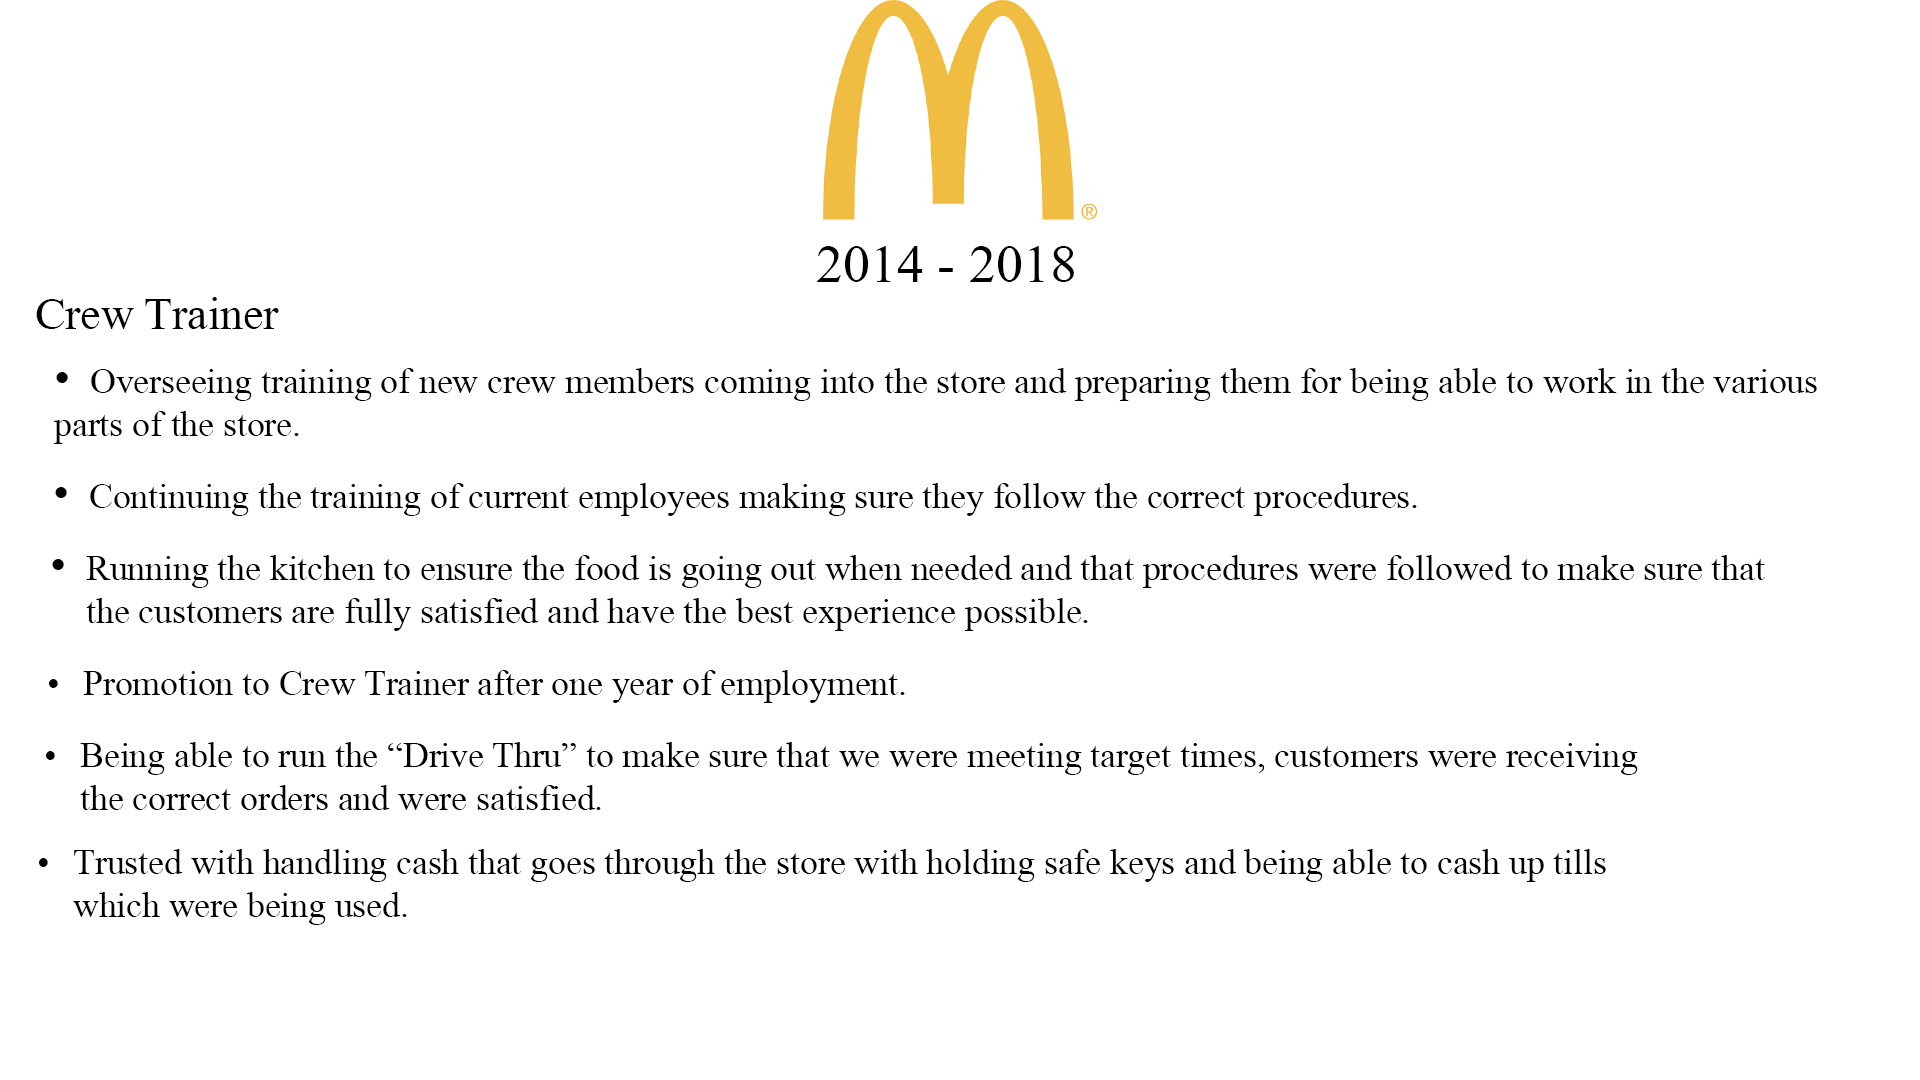 ®
2014 - 2018
Crew Trainer
• Overseeing training of new crew members coming into the store and preparing them for being able to work in the various
parts of the store.
• Continuing the training of current employees making sure they follow the correct procedures.
• Running the kitchen to ensure the food is going out when needed and that procedures were followed to make sure that
the customers are fully satisfied and have the best experience possible.
• Promotion to Crew Trainer after one year of employment.
• Being able to run the “Drive Thru” to make sure that we were meeting target times, customers were receiving
the correct orders and were satisfied.
• Trusted with handling cash that goes through the store with holding safe keys and being able to cash up tills
which were being used.